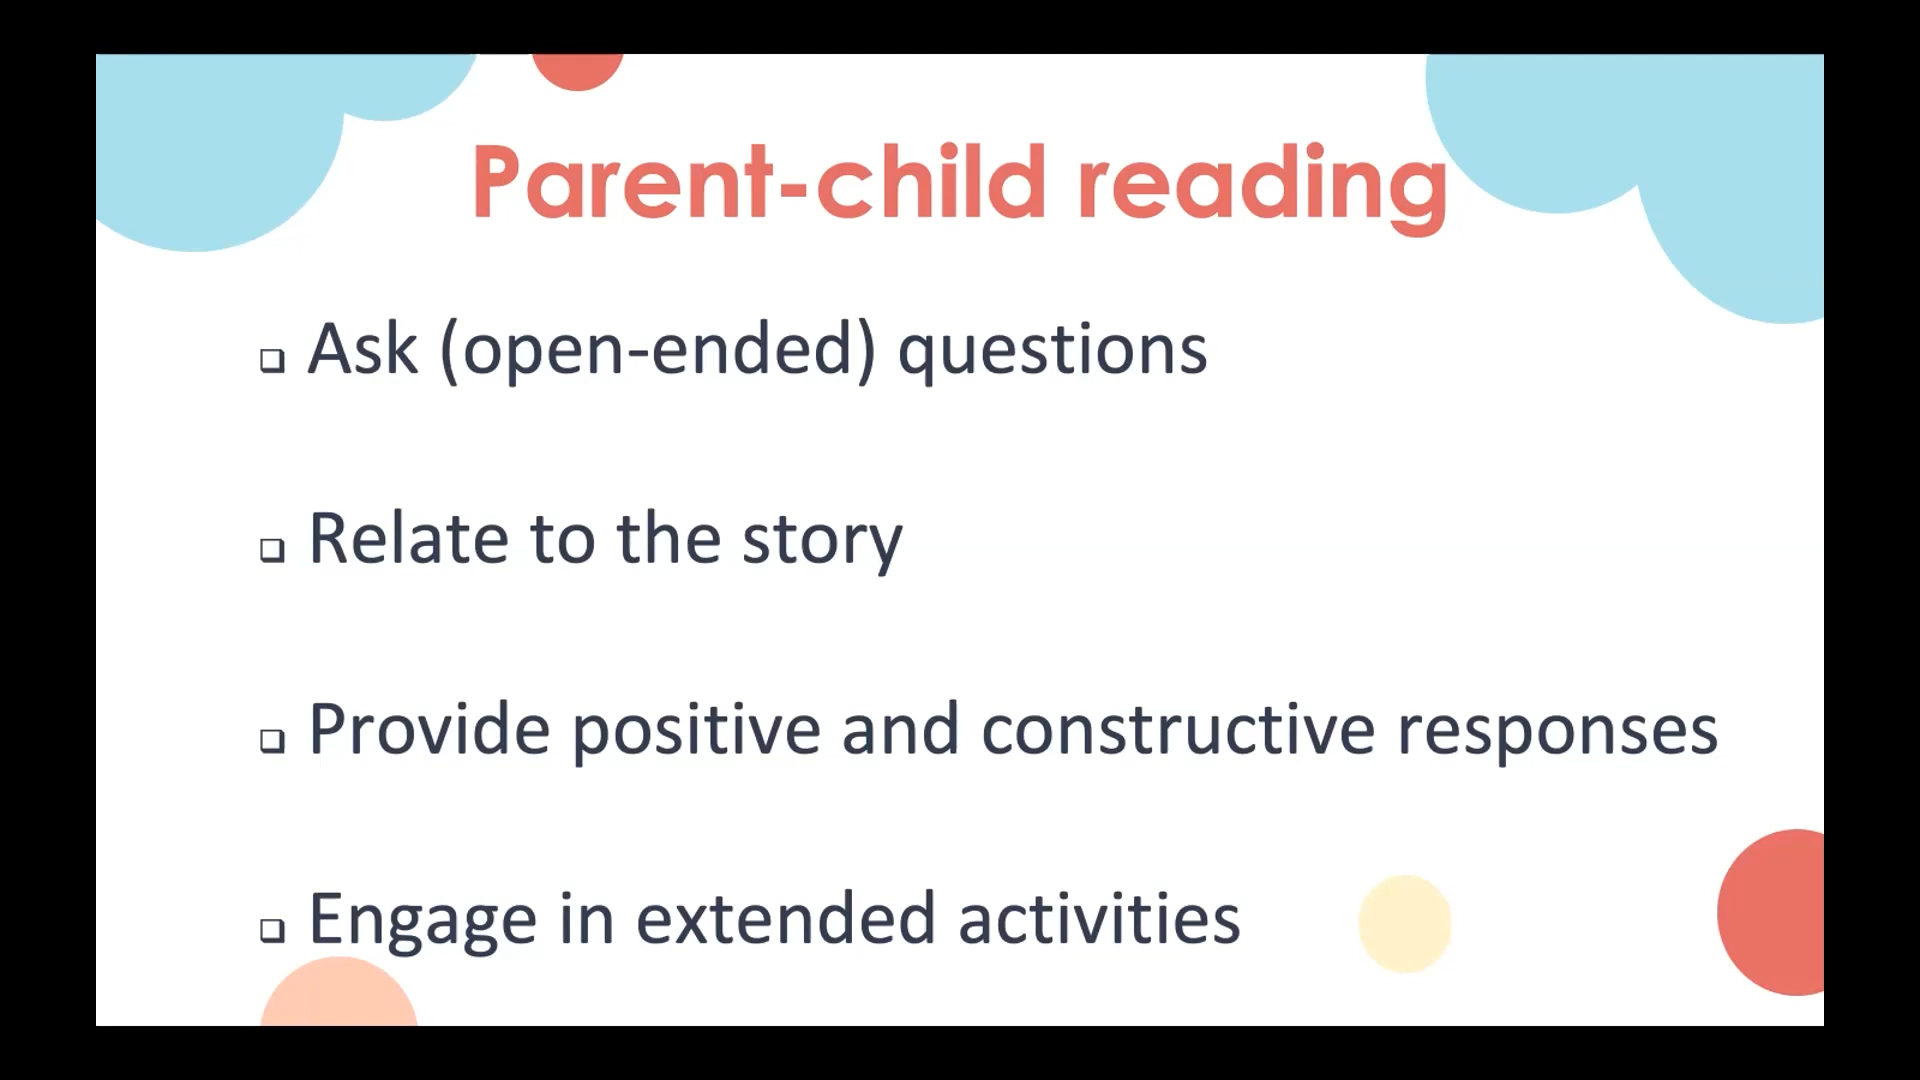 Parent-child reading
Ask (open-ended) questions
Relate to the story
Provide positive and constructive responses
Engage in extended activities